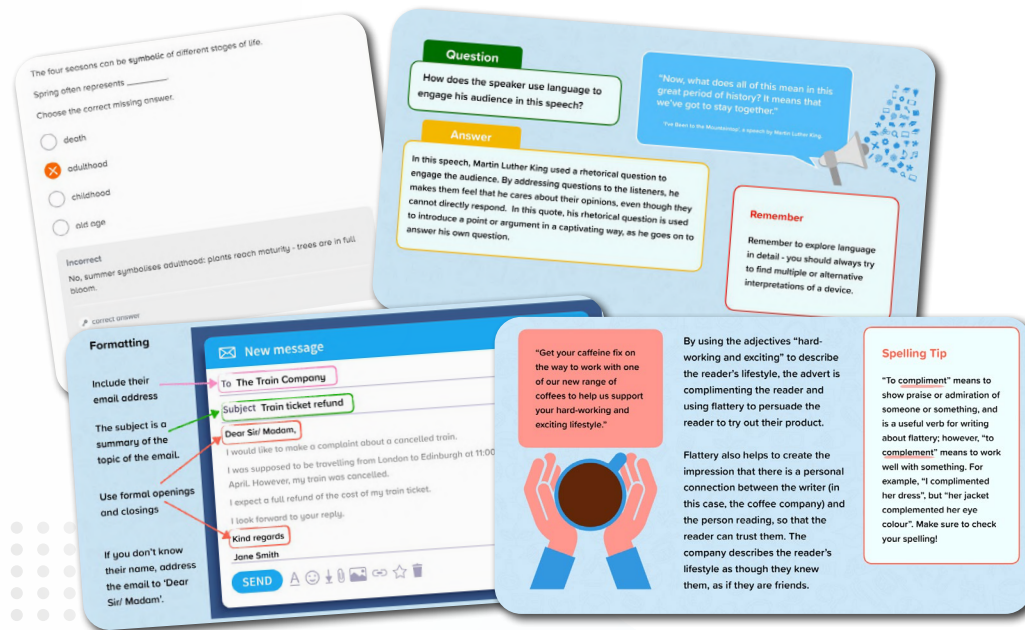 The four seasons can be symbolic of different stages of life.
Spring often represents ________.
Choose the correct missing answer.
death
adulthood
childhood
old age
Incorrect
No, summer symbolises adulthood: plants reach maturity - trees are in full
bloom.
correct answer
Question
How does the speaker use language to
engage his audience in this speech?
Answer
In this speech, Martin Luther King used a rhetorical question to
engage the audience. By addressing questions to the listeners, he
makes them feel that he cares about their opinions, even though they
cannot directly respond. In this quote, his rhetorical question is used
to introduce a point or argument in a captivating way, as he goes on to
answer his own question.
"Now, what does all of this mean in this
great period of history? It means that
we've got to stay together."
'I've Been to the Mountaintop', a speech by Martin Luther King
Remember
Remember to explore language
in detail - you should always try
to find multiple or alternative
interpretations of a device.
Formatting
Include their
email address
The subject is a
summary of the
topic of the email.
Use formal openings
and closings
If you don't know
their name, address
the email to 'Dear
Sir/ Madam'.
New message
To The Train Company
Subject Train ticket refund
Dear Sir/ Madam,
I would like to make a complaint about a cancelled train.
I was supposed to be travelling from London to Edinburgh at 11:00
April. However, my train was cancelled.
I expect a full refund of the cost of my train ticket.
I look forward to your reply.
Kind regards
Jane Smith
SEND
A
"Get your caffeine fix on
the way to work with one
of our new range of
coffees to help us support
your hard-working and
exciting lifestyle."
By using the adjectives "hard-
working and exciting" to describe
the reader's lifestyle, the advert is
complimenting the reader and
using flattery to persuade the
reader to try out their product.
Flattery also helps to create the
impression that there is a personal
connection between the writer (in
this case, the coffee company) and
the person reading, so that the
reader can trust them. The
company describes the reader's
lifestyle as though they knew
them, as if they are friends.
Spelling Tip
"To compliment" means to
show praise or admiration of
someone or something, and
is a useful verb for writing
about flattery; however, "to
complement" means to work
well with something. For
example, "I complimented
her dress", but "her jacket
complemented her eye
colour". Make sure to check
your spelling!